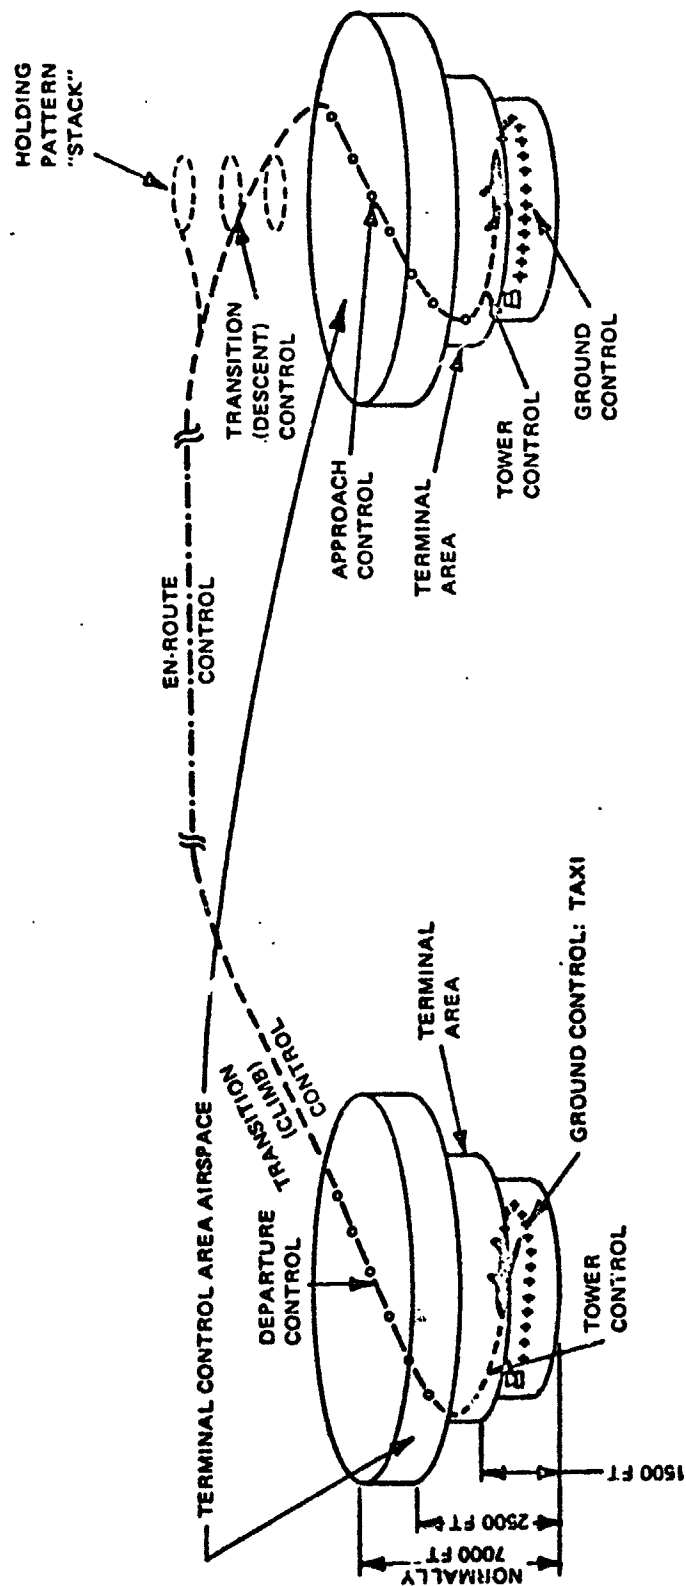 HOLDING
PATTERN
"STACK"
EN-ROUTE
CONTROL
TRANSITION
(DESCENT)
CONTROL
APPROACH
CONTROL
TERMINAL
AREA
TOWER
CONTROL
GROUND
CONTROL
TERMINAL CONTROL AREA AIRSPACE
TRANSITION
(CLIMB)
CONTROL
DEPARTURE
CONTROL
TERMINAL
AREA
GROUND CONTROL: TAXI
TOWER
CONTROL
NORMALLY
7000 FT
2500 FT
1500 FT